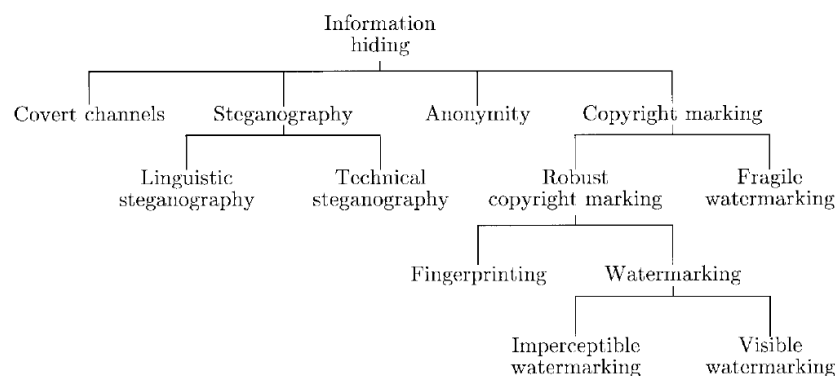 Information
hiding
Covert channels
Steganography
Anonymity
Copyright marking
Linguistic
steganography
Technical
steganography
Robust
copyright marking
Fragile
watermarking
Fingerprinting
Watermarking
Imperceptible
watermarking
Visible
watermarking